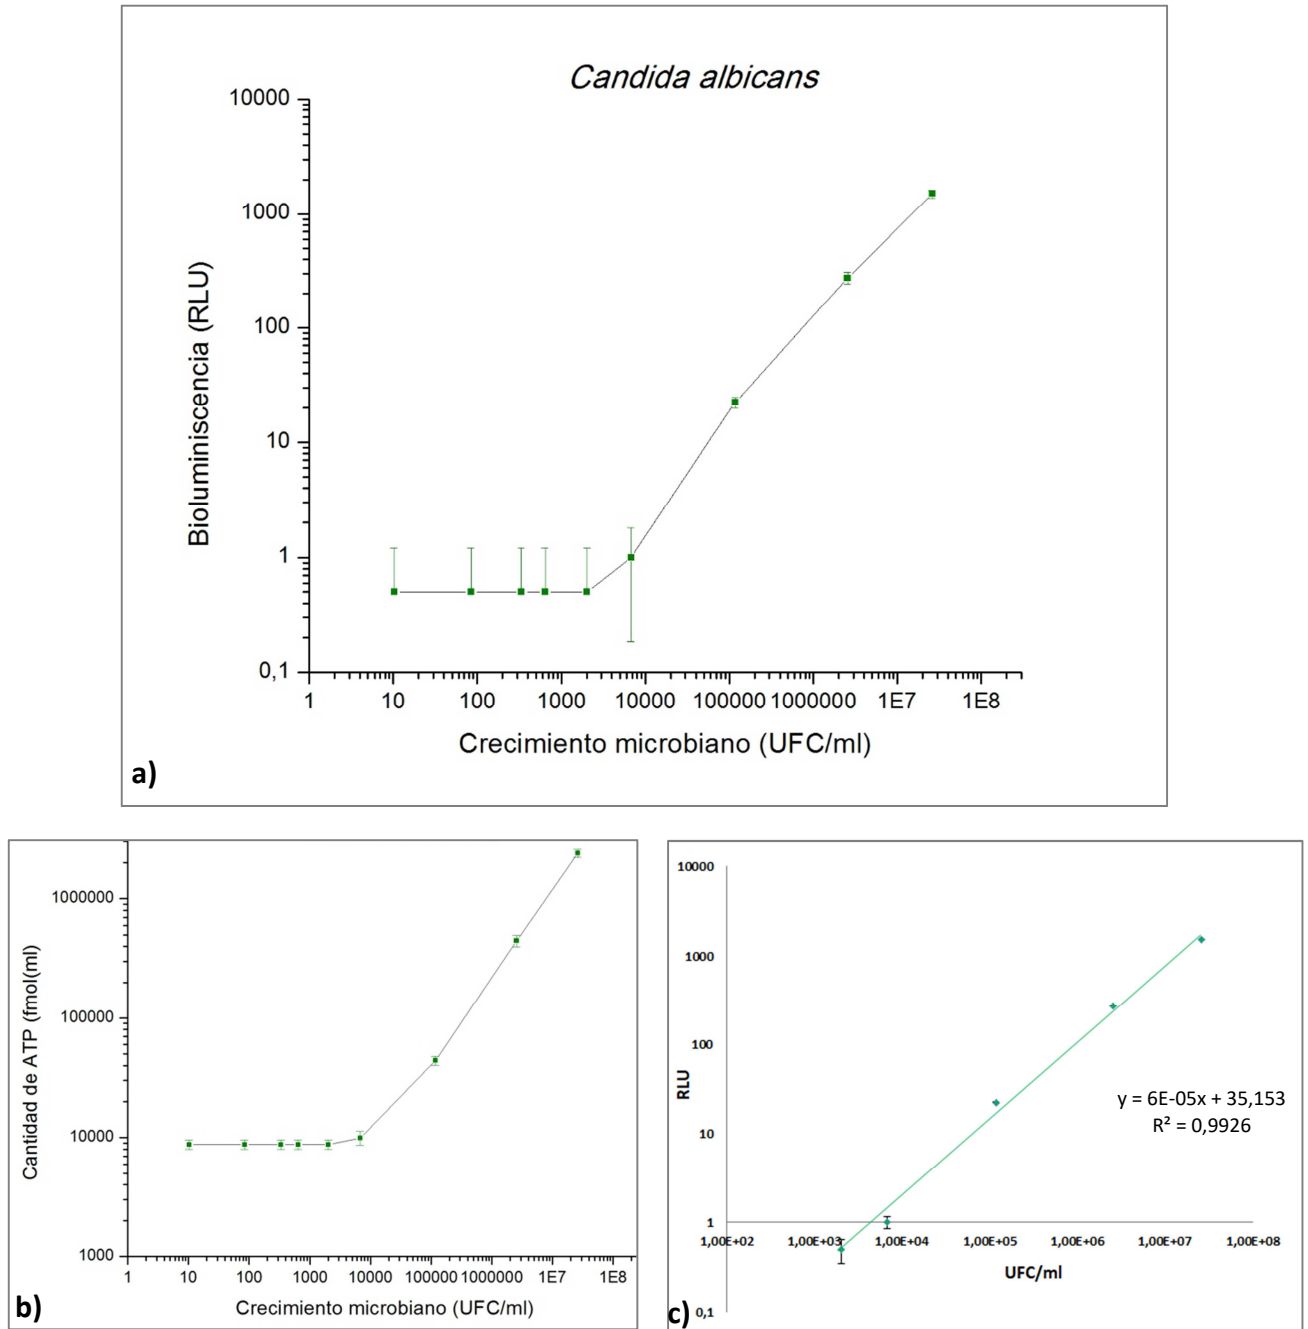 Candida albicans
10000
1000
100
10
1
0,1
Bioluminiscencia (RLU)
1 10 100 1000 10000 100000 1000000 1E7 1E8
Crecimiento microbiano (UFC/ml)
a)
1000000
100000
10000
1000
Cantidad de ATP (fmol(ml)
1 10 100 1000 10000 1000001000000 1E7 1E8
Crecimiento microbiano (UFC/ml)
b)
10000
1000
100
10
1
0,1
RLU
y = 6E-05x + 35,153
R² = 0,9926
1,00E+02 1,00E+03 1,00E+04 1,00E+05 1,00E+06 1,00E+07 1,00E+08
UFC/ml
c)